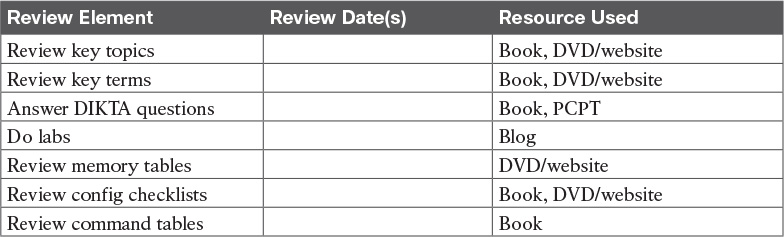 Review Element Review Date(s) Resource Used
Review key topics Book, DVD/website
Review key terms Book, DVD/website
Answer DIKTA questions Book, PCPT
Do labs Blog
Review memory tables DVD/website
Review config checklists Book, DVD/website
Review command tables Book